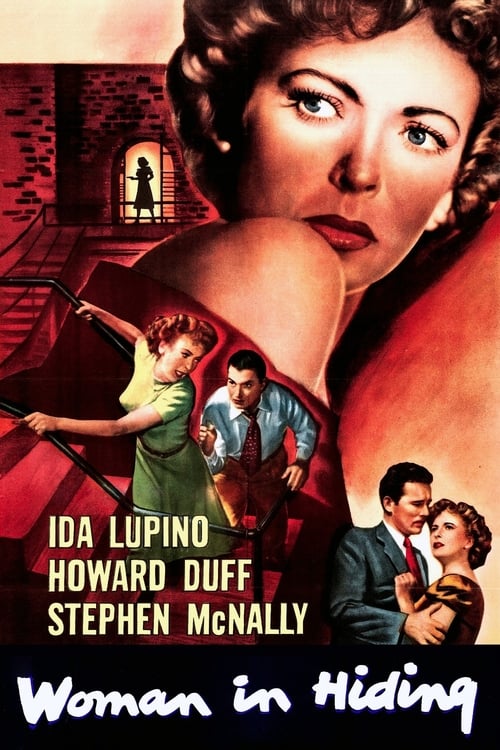 IDA LUPINO
HOWARD DUFF
STEPHEN McNALLY
Woman in Hiding